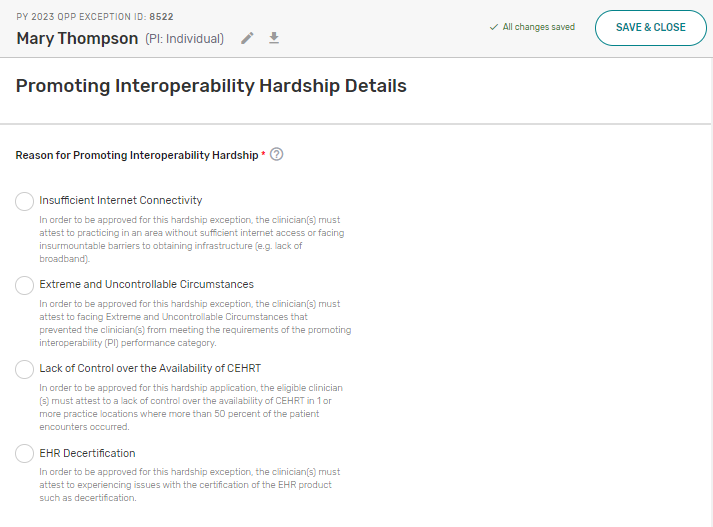 PY 2023 QPP EXCEPTION ID: 8522
Mary Thompson (PI: Individual)
All changes saved
SAVE & CLOSE
Promoting Interoperability Hardship Details
Reason for Promoting Interoperability Hardship *
Insufficient Internet Connectivity
In order to be approved for this hardship exception, the clinician(s) must
attest to practicing in an area without sufficient internet access or facing
insurmountable barriers to obtaining infrastructure (e.g. lack of
broadband).
Extreme and Uncontrollable Circumstances
In order to be approved for this hardship exception, the clinician(s) must
attest to facing Extreme and Uncontrollable Circumstances that
prevented the clinician(s) from meeting the requirements of the promoting
interoperability (PI) performance category.
Lack of Control over the Availability of CEHRT
In order to be approved for this hardship application, the eligible clinician
(s) must attest to a lack of control over the availability of CEHRT in 1 or
more practice locations where more than 50 percent of the patient
encounters occurred.
EHR Decertification
In order to be approved for this hardship exception, the clinician(s) must
attest to experiencing issues with the certification of the EHR product
such as decertification.